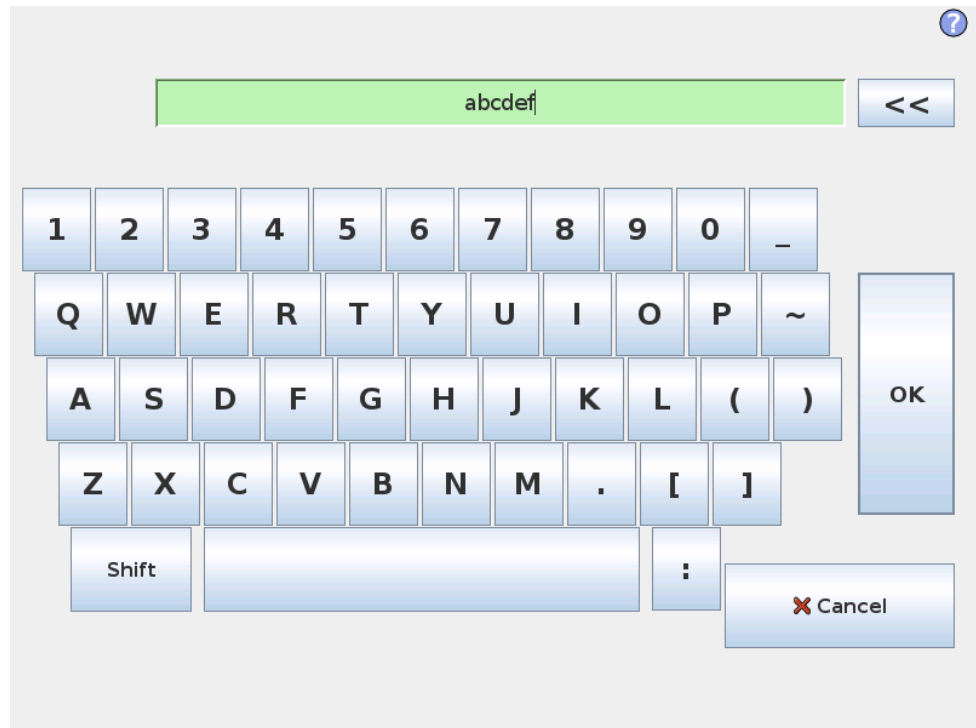 ?
abcdef
<<
1 2 3 4 5 6 7 8 9 0 _
Q W E R T Y U I O P ~
A S D F G H J K L ( )
OK
Z X C V B N M . [ ]
Shift :
Cancel